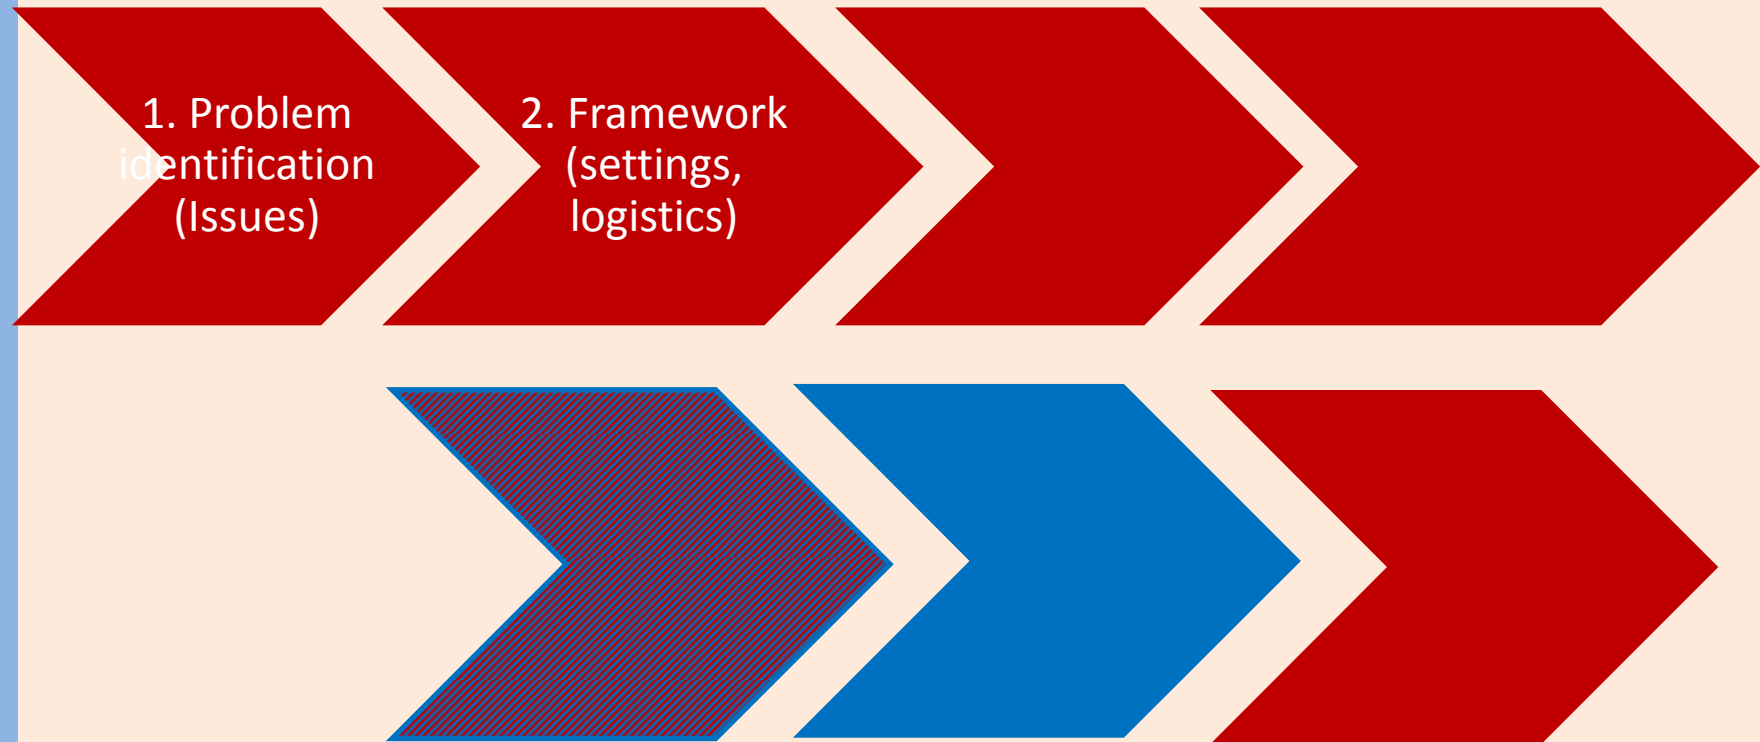 1. Problem
identification
(Issues)
2. Framework
(settings,
logistics)